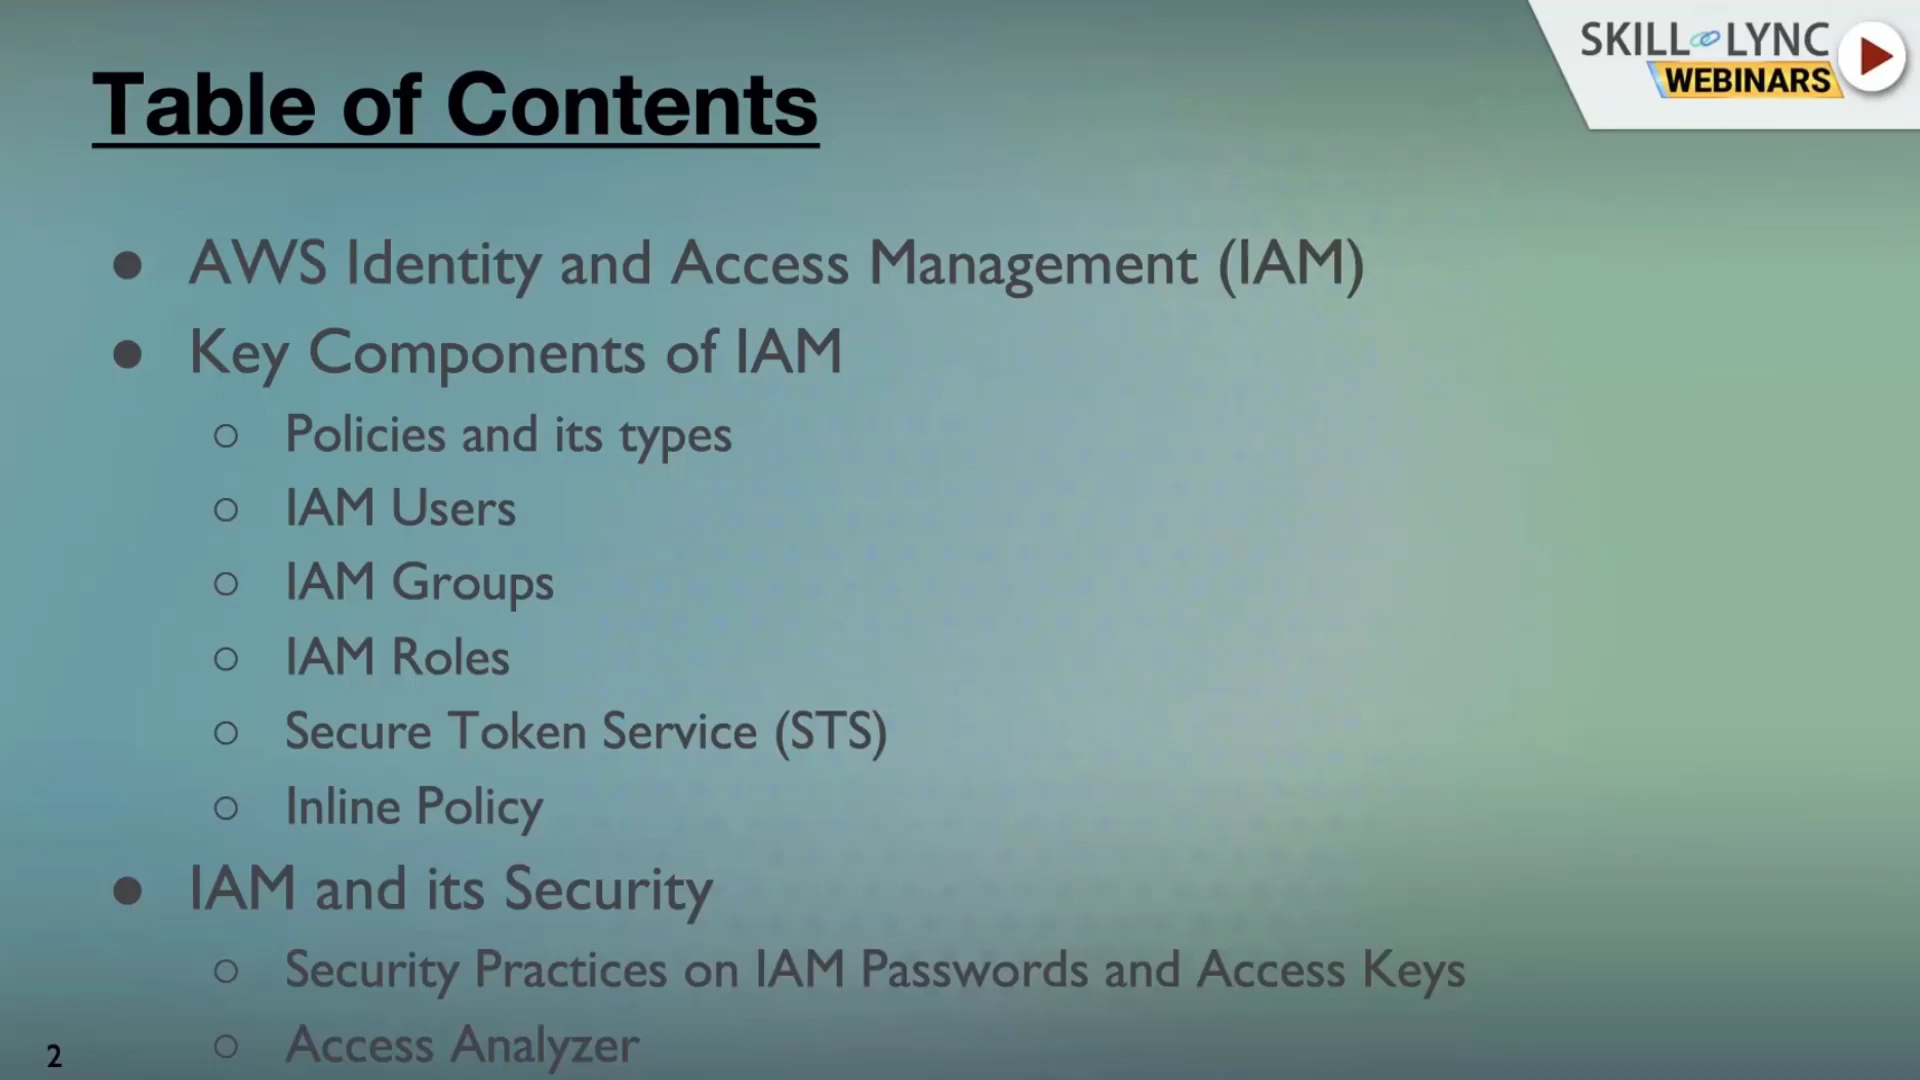 SKILL LYNC
WEBINARS
Table of Contents
● AWS Identity and Access Management (IAM)
● Key Components of IAM
○ Policies and its types
○ IAM Users
○ IAM Groups
○ IAM Roles
○ Secure Token Service (STS)
○ Inline Policy
● IAM and its Security
○ Security Practices on IAM Passwords and Access Keys
○ Access Analyzer
2